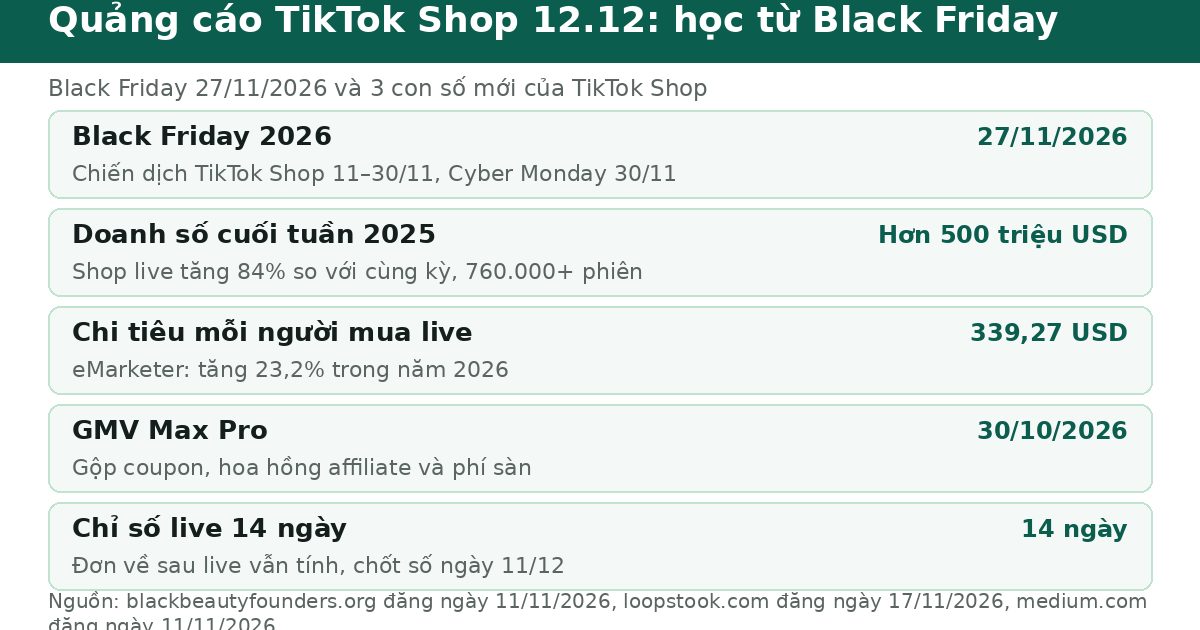 Quảng cáo TikTok Shop 12.12: học từ Black Friday
Black Friday 27/11/2026 và 3 con số mới của TikTok Shop
Black Friday 2026
27/11/2026
Chiến dịch TikTok Shop 11–30/11, Cyber Monday 30/11
Doanh số cuối tuần 2025
Hơn 500 triệu USD
Shop live tăng 84% so với cùng kỳ, 760.000+ phiên
Chi tiêu mỗi người mua live
339,27 USD
eMarketer: tăng 23,2% trong năm 2026
GMV Max Pro
30/10/2026
Gộp coupon, hoa hồng affiliate và phí sàn
Chỉ số live 14 ngày
14 ngày
Đơn về sau live vẫn tính, chốt số ngày 11/12
Nguồn: blackbeautyfounders.org đăng ngày 11/11/2026, loopstook.com đăng ngày 17/11/2026, medium.com
đăng ngày 11/11/2026